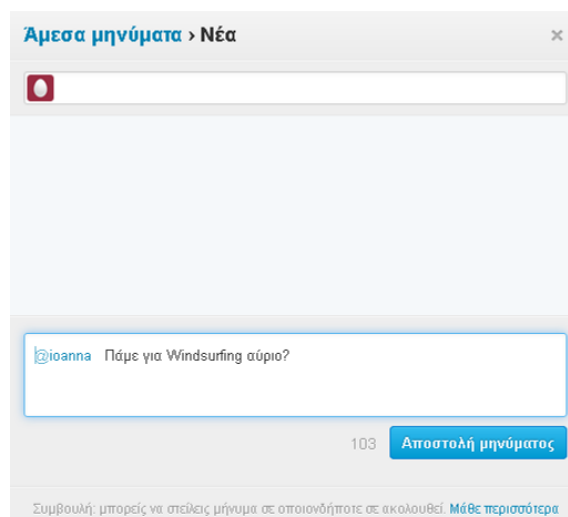 Άμεσα μηνύματα › Νέα ×
@ioanna Πάμε για Windsurfing αύριο?
103 Αποστολή μηνύματος
Συμβουλή: μπορείς να στείλεις μήνυμα σε οποιονδήποτε σε ακολουθεί. Μάθε περισσότερα